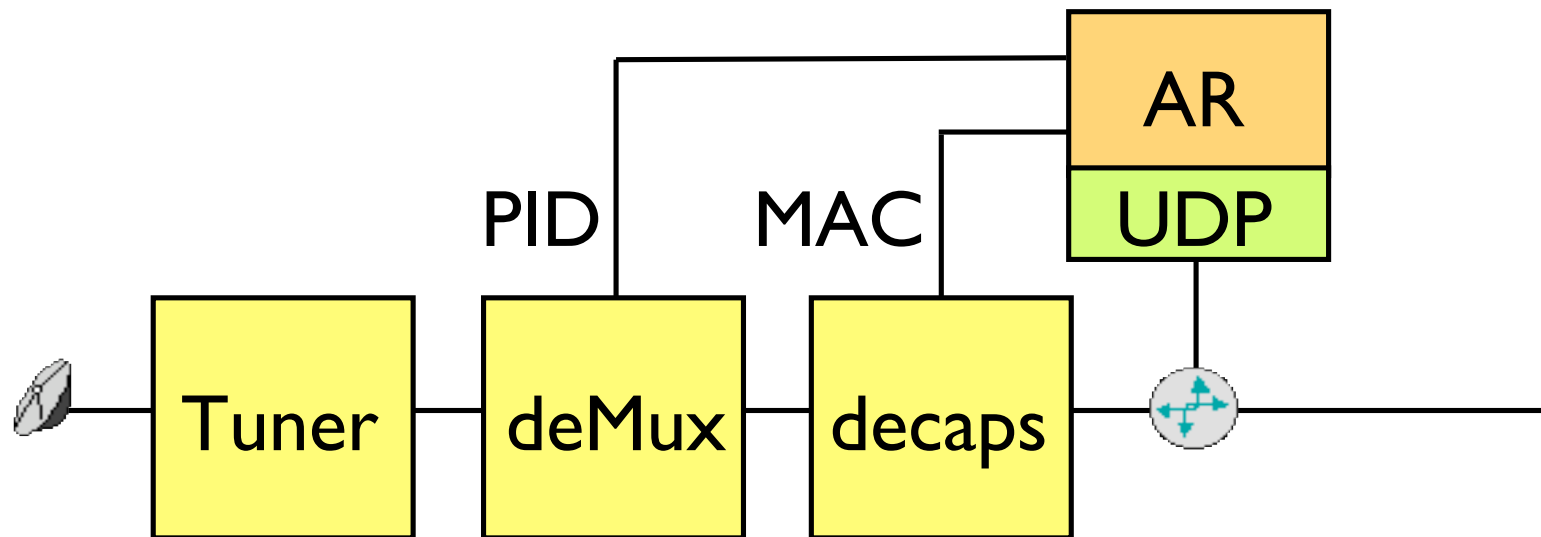 AR
PID
MAC
UDP
Tuner
deMux
decaps